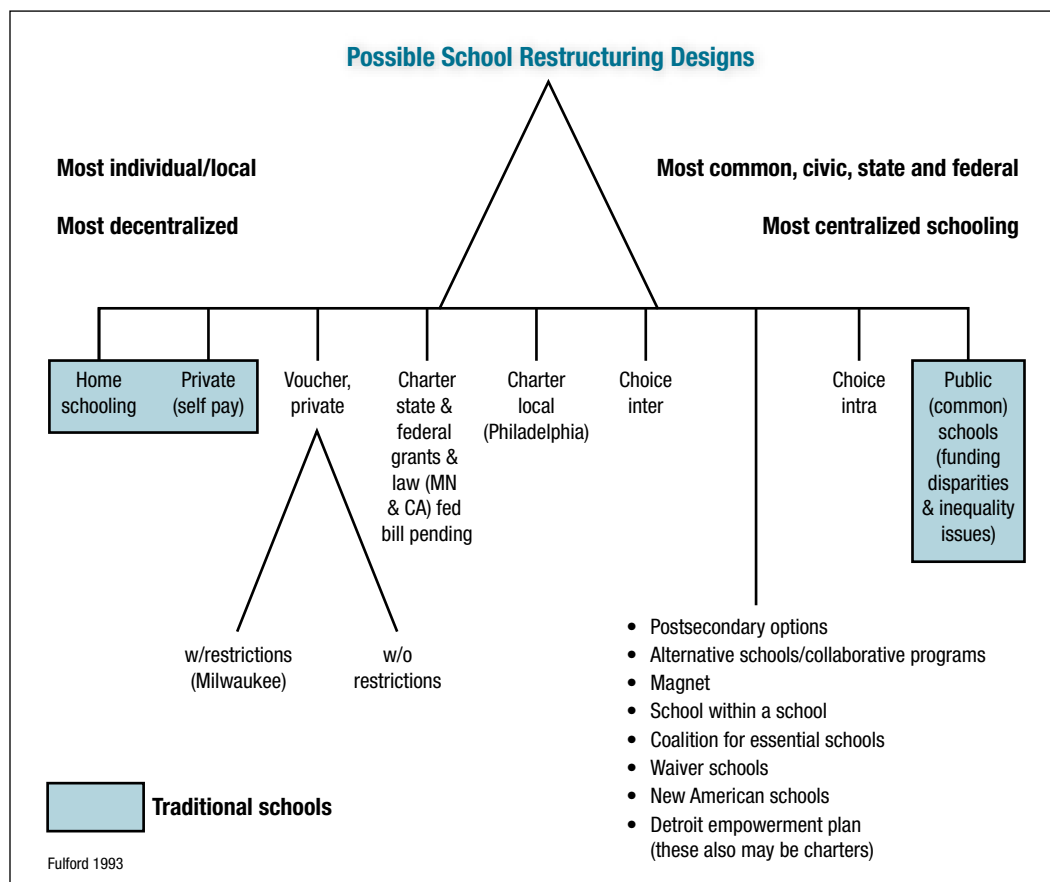 Possible School Restructuring Designs
Most individual/local
Most common, civic, state and federal
Most decentralized
Most centralized schooling
Home
schooling
Private
(self pay)
Voucher,
private
Charter
state &
federal
grants &
law (MN
& CA) fed
bill pending
Charter
local
(Philadelphia)
Choice
inter
Choice
intra
Public
(common)
schools
(funding
disparities
& inequality
issues)
w/restrictions
(Milwaukee)
w/o
restrictions
• Postsecondary options
• Alternative schools/collaborative programs
• Magnet
• School within a school
• Coalition for essential schools
• Waiver schools
• New American schools
• Detroit empowerment plan
(these also may be charters)
Traditional schools
Fulford 1993